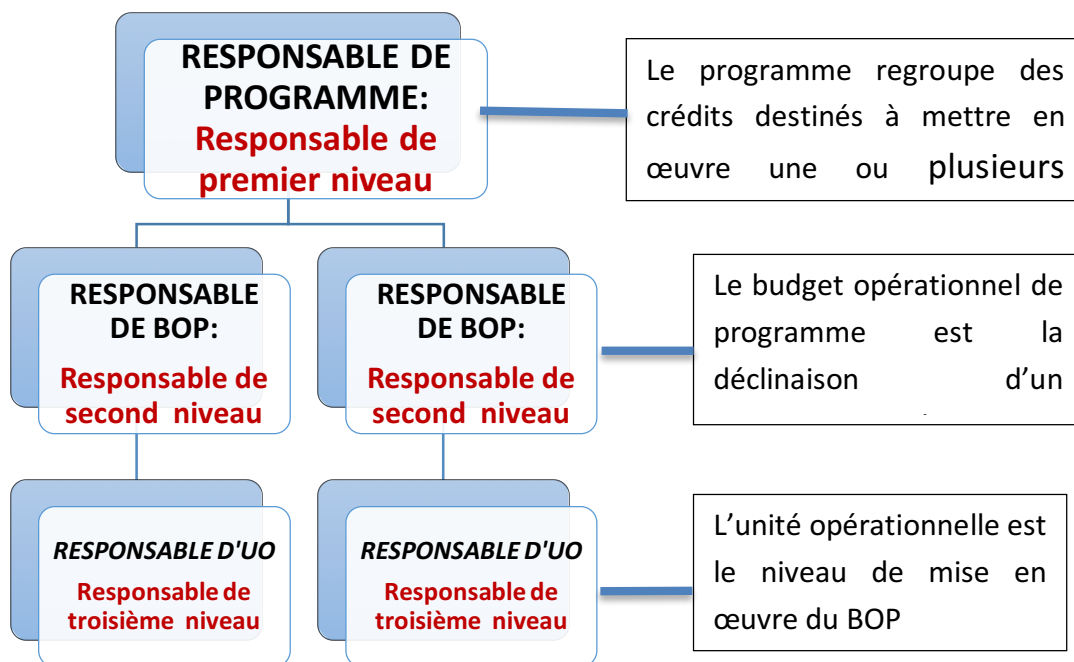 RESPONSABLE DE
PROGRAMME:
Responsable de
premier niveau
Le programme regroupe des
crédits destinés à mettre en
œuvre une ou plusieurs
RESPONSABLE
DE BOP:
Responsable de
second niveau
RESPONSABLE
DE BOP:
Responsable de
second niveau
Le budget opérationnel de
programme est la
déclinaison d’un
RESPONSABLE D'UO
Responsable de
troisième niveau
RESPONSABLE D'UO
Responsable de
troisième niveau
L’unité opérationnelle est
le niveau de mise en
œuvre du BOP